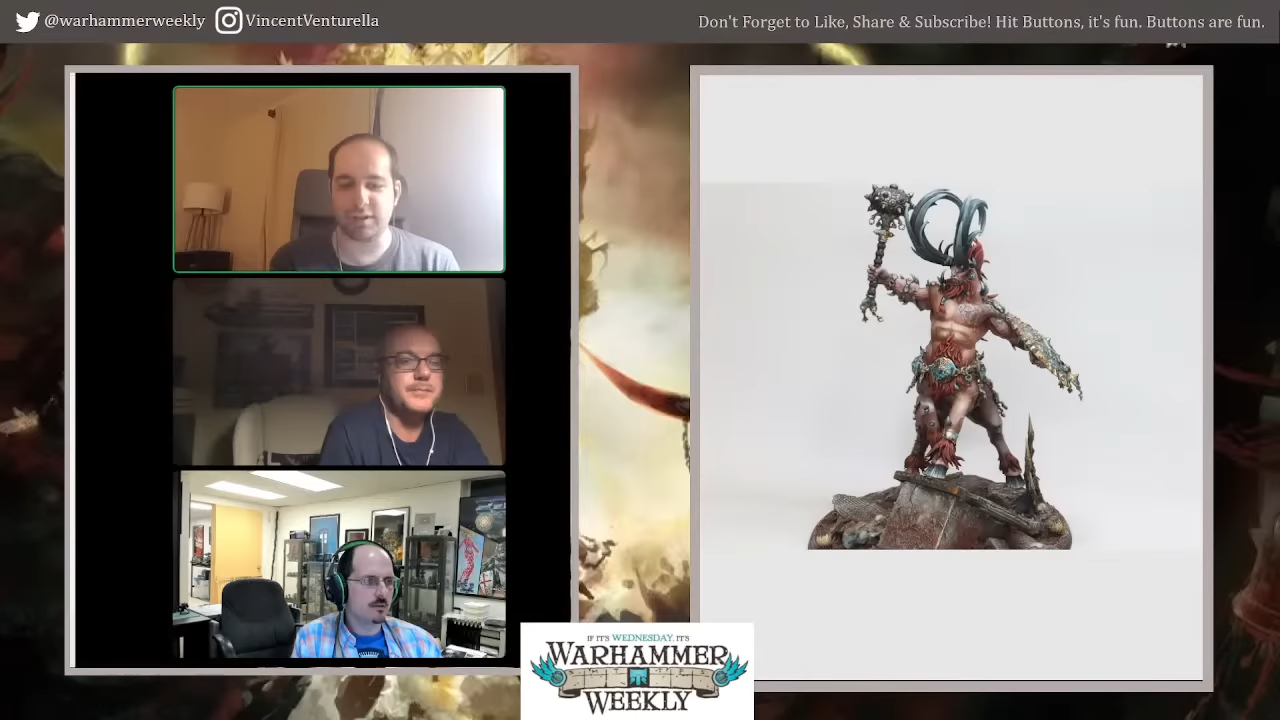 @warhammerweekly VincentVenturella
Don't Forget to Like, Share & Subscribe! Hit Buttons, it's fun. Buttons are fun.
IF IT'S WEDNESDAY, IT'S
WARHAMMER
WEEKLY